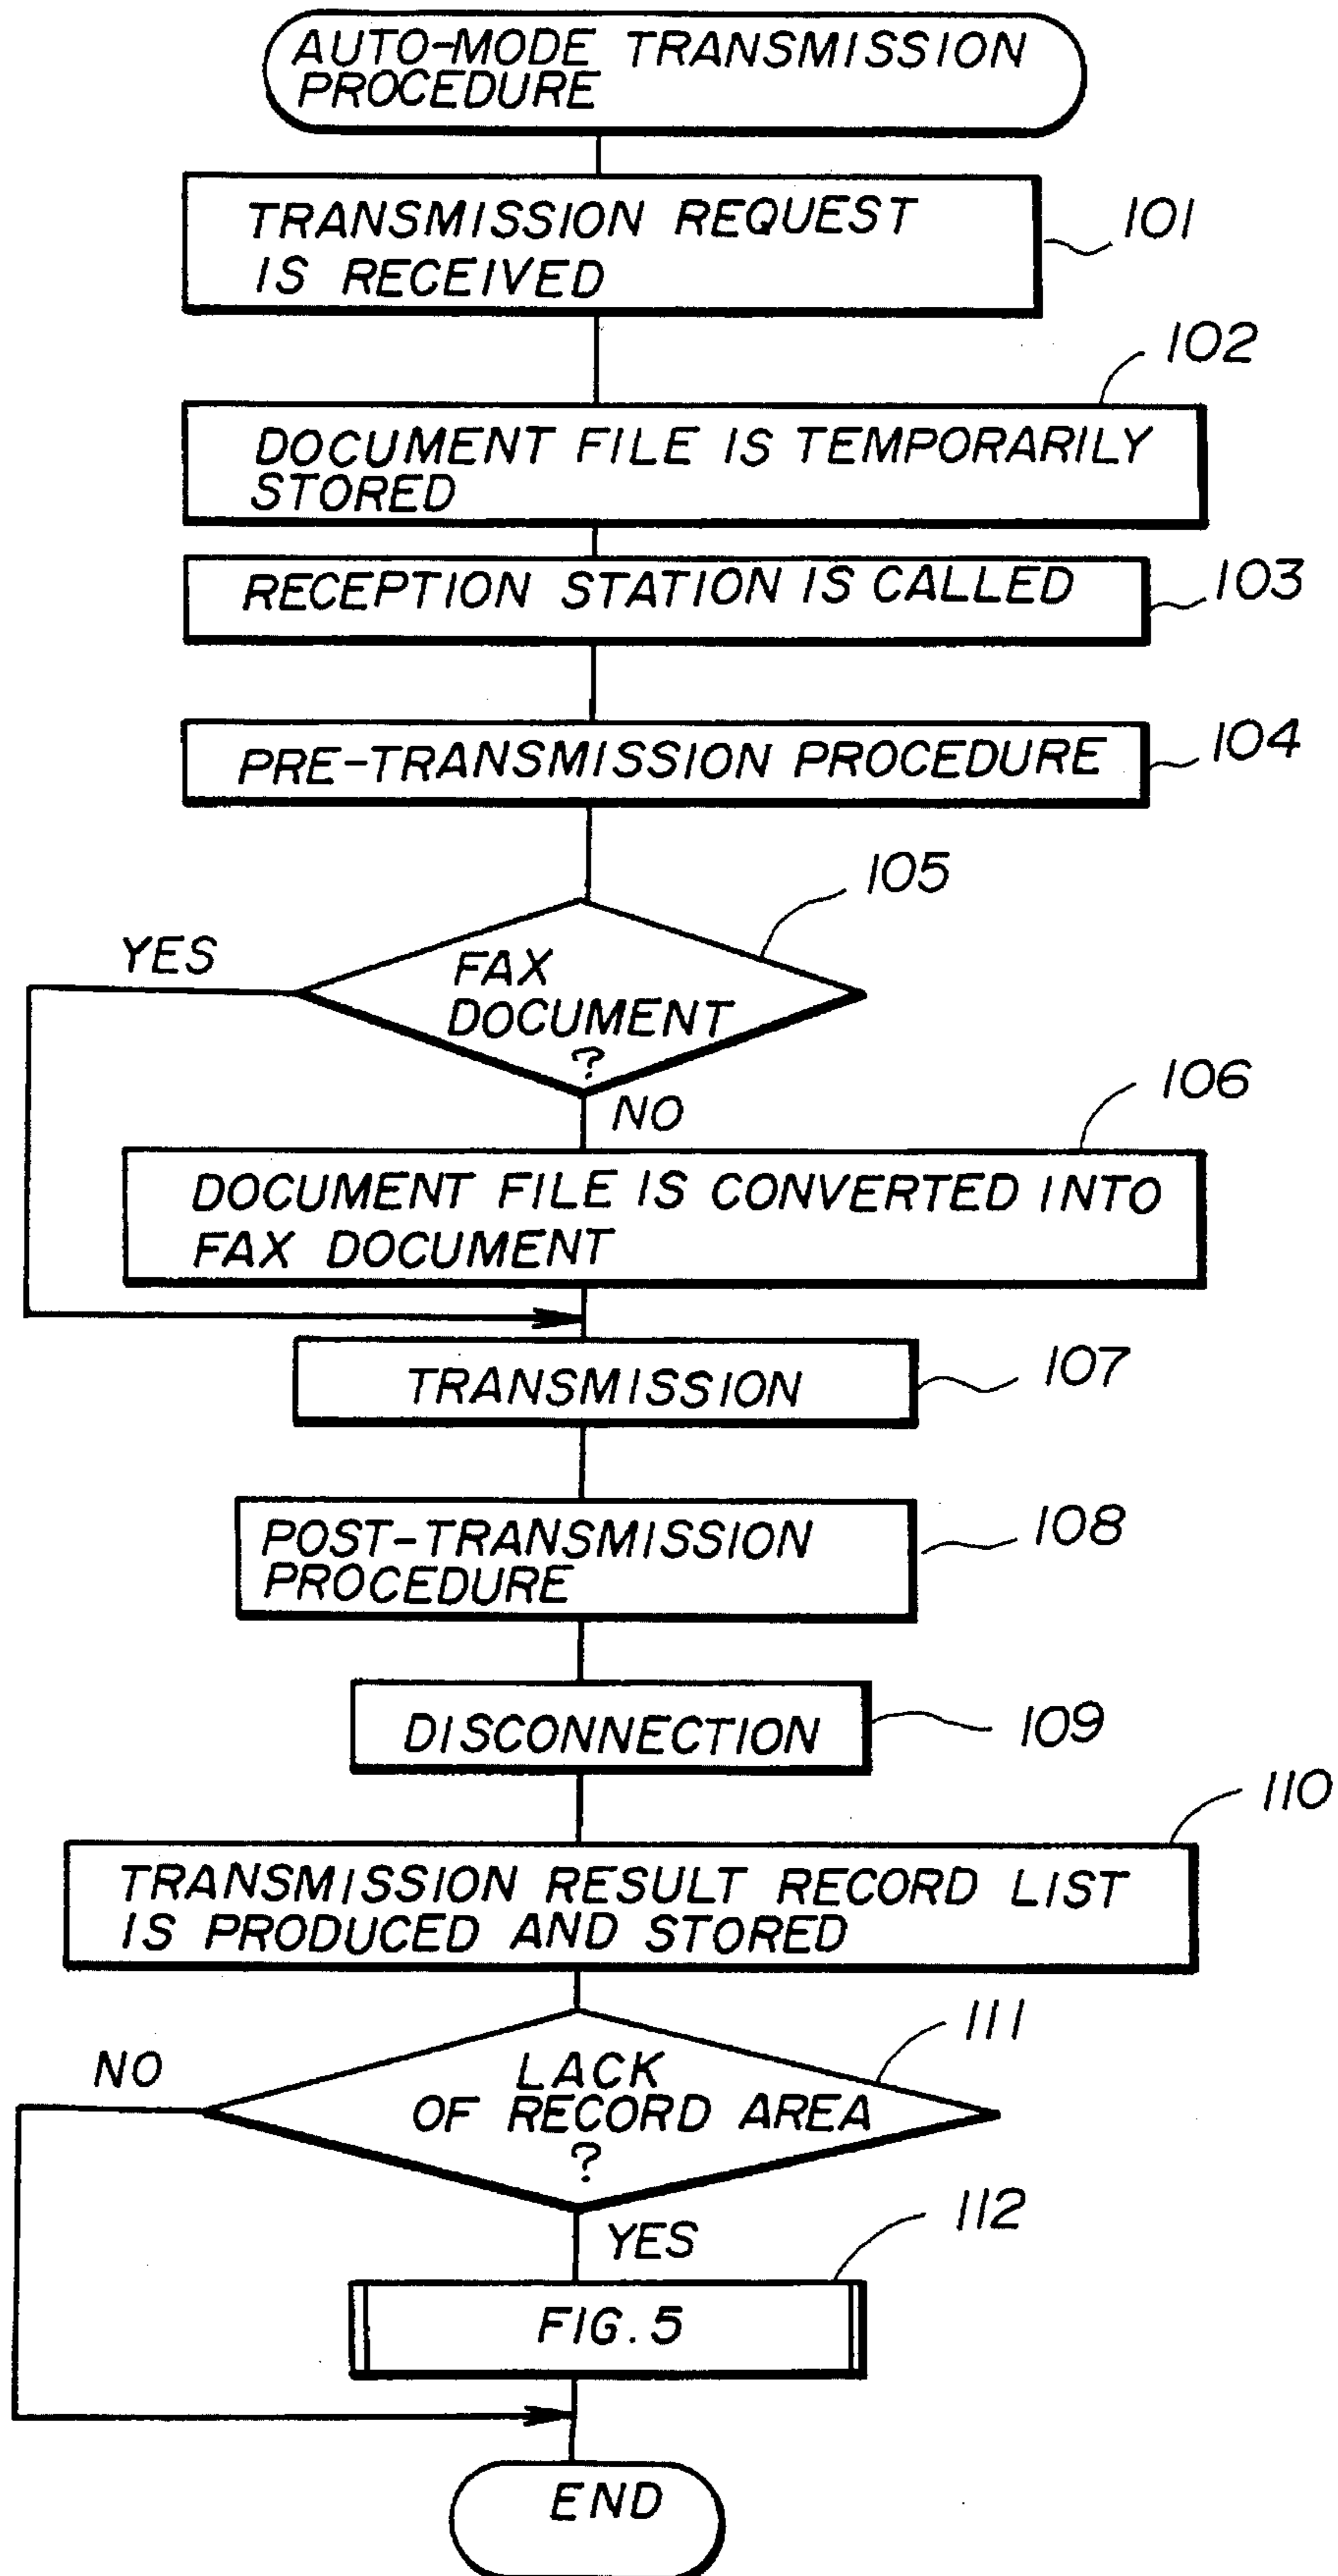 AUTO-MODE TRANSMISSION
PROCEDURE
TRANSMISSION REQUEST
IS RECEIVED
101
102
DOCUMENT FILE IS TEMPORARILY
STORED
RECEPTION STATION IS CALLED
103
PRE-TRANSMISSION PROCEDURE
104
105
YES
FAX
DOCUMENT
?
NO
106
DOCUMENT FILE IS CONVERTED INTO
FAX DOCUMENT
TRANSMISSION
107
POST-TRANSMISSION
PROCEDURE
108
DISCONNECTION
109
110
TRANSMISSION RESULT RECORD LIST
IS PRODUCED AND STORED
111
NO
LACK
OF RECORD AREA
?
YES
112
FIG. 5
END